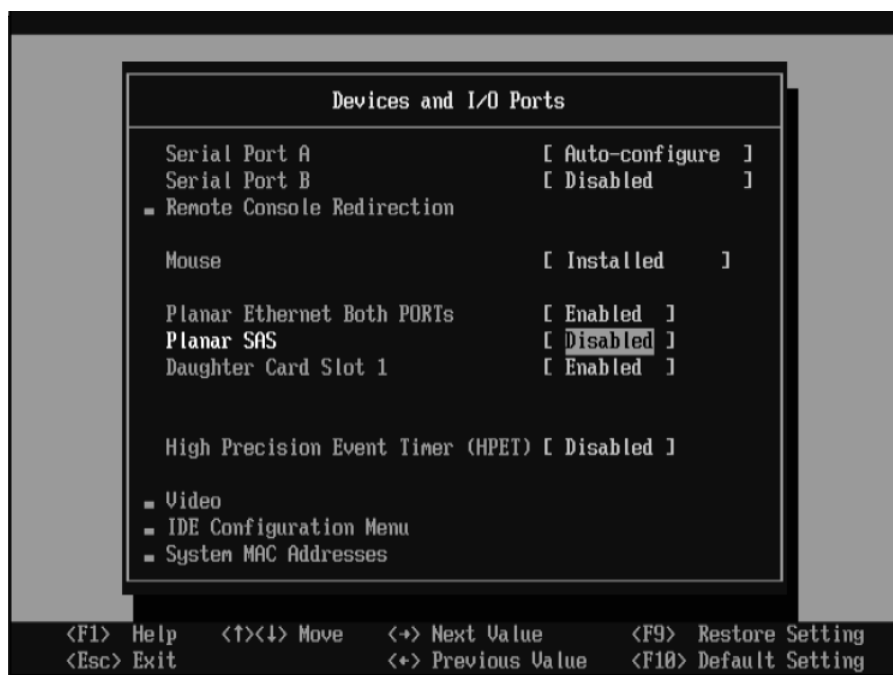 Devices and I/O Ports
Serial Port A [ Auto-configure ]
Serial Port B [ Disabled ]
Remote Console Redirection
Mouse [ Installed ]
Planar Ethernet Both PORTs [ Enabled ]
Planar SAS [ Disabled ]
Daughter Card Slot 1 [ Enabled ]
High Precision Event Timer (HPET) [ Disabled ]
Video
IDE Configuration Menu
System MAC Addresses
<F1> Help <↑><↓> Move <→> Next Value <F9> Restore Setting
<Esc> Exit <←> Previous Value <F10> Default Setting